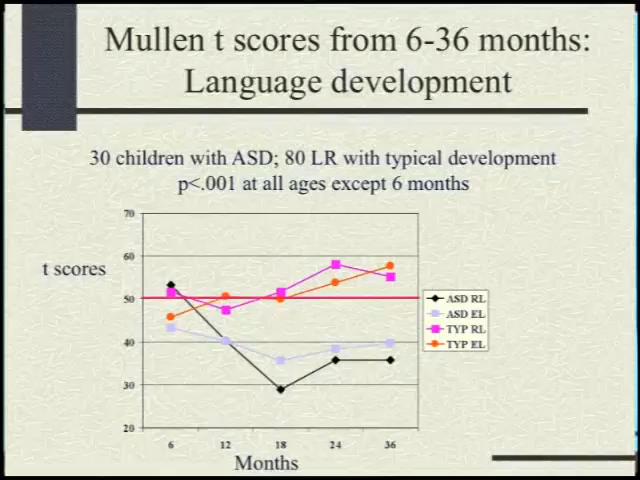 Mullen t scores from 6-36 months:
Language development
30 children with ASD; 80 LR with typical development
p<.001 at all ages except 6 months
t scores
70
60
50
40
30
20
6 12 18 24 36
Months
ASD RL
ASD EL
TYP RL
TYP EL